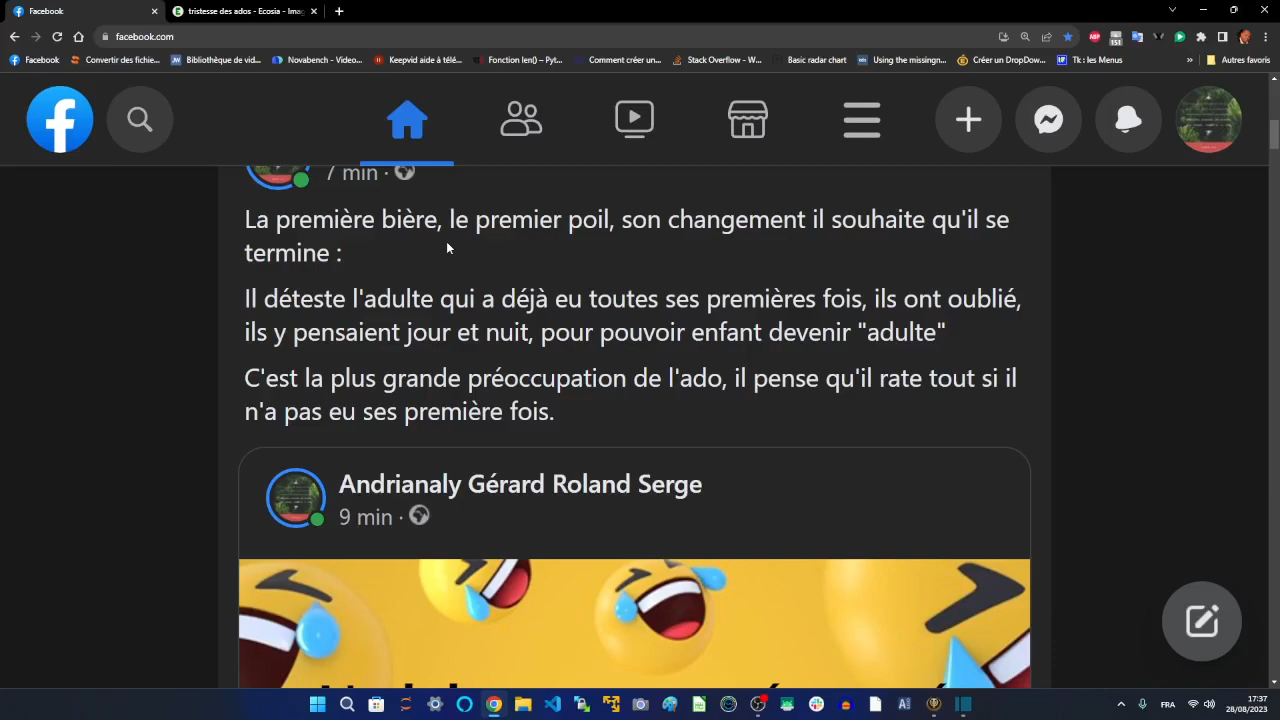 Facebook
tristesse des ados - Ecosia - Imag
facebook.com
Facebook
Convertir des fichie...
Bibliothèque de vid...
Novabench - Video...
Keepvid aide à télé...
Fonction len() – Pyt...
Comment créer un...
Stack Overflow - W...
Basic radar chart
Using the missingn...
Créer un DropDow...
Tk : les Menus
»
Autres favoris
7 min ·
La première bière, le premier poil, son changement il souhaite qu'il se
termine :
Il déteste l'adulte qui a déjà eu toutes ses premières fois, ils ont oublié,
ils y pensaient jour et nuit, pour pouvoir enfant devenir "adulte"
C'est la plus grande préoccupation de l'ado, il pense qu'il rate tout si il
n'a pas eu ses première fois.
Andrianaly Gérard Roland Serge
9 min ·
17:37
28/08/2023